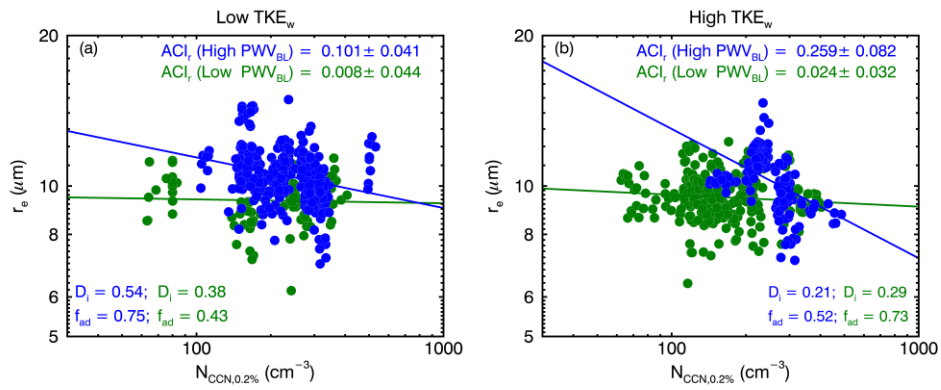 Low TKE_w
20
(a)
ACI_r (High PWV_BL) = 0.101± 0.041
ACI_r (Low PWV_BL) = 0.008± 0.044
r_e (μm)
10
8
6
5
D_i = 0.54; D_i = 0.38
f_ad = 0.75; f_ad = 0.43
100
1000
N_CCN,0.2% (cm⁻³)
High TKE_w
20
(b)
ACI_r (High PWV_BL) = 0.259± 0.082
ACI_r (Low PWV_BL) = 0.024± 0.032
r_e (μm)
10
8
6
5
D_i = 0.21; D_i = 0.29
f_ad = 0.52; f_ad = 0.73
100
1000
N_CCN,0.2% (cm⁻³)